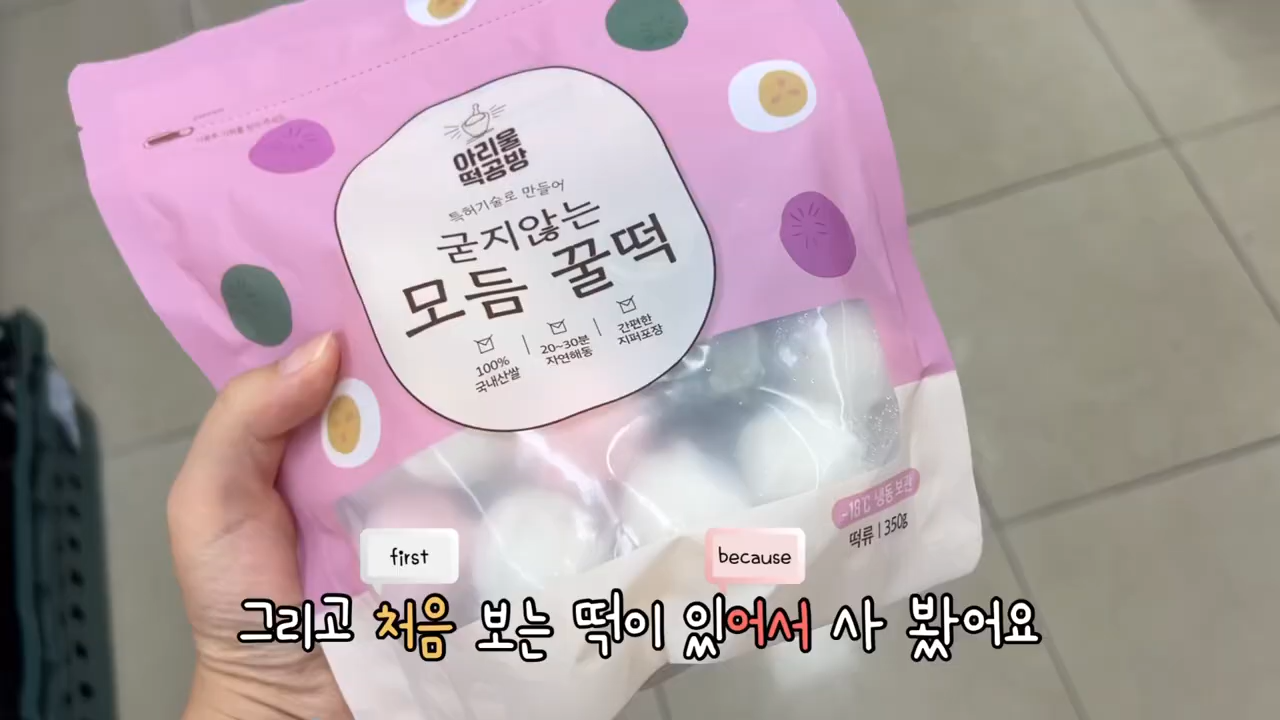 아리울
떡공방
특허기술로 만들어
굳지않는
모듬 꿀떡
100%
국내산쌀
20~30분
자연해동
간편한
지퍼포장
-18℃ 냉동보관
떡류 | 350g
first
because
그리고 처음 보는 떡이 있어서 사 봤어요